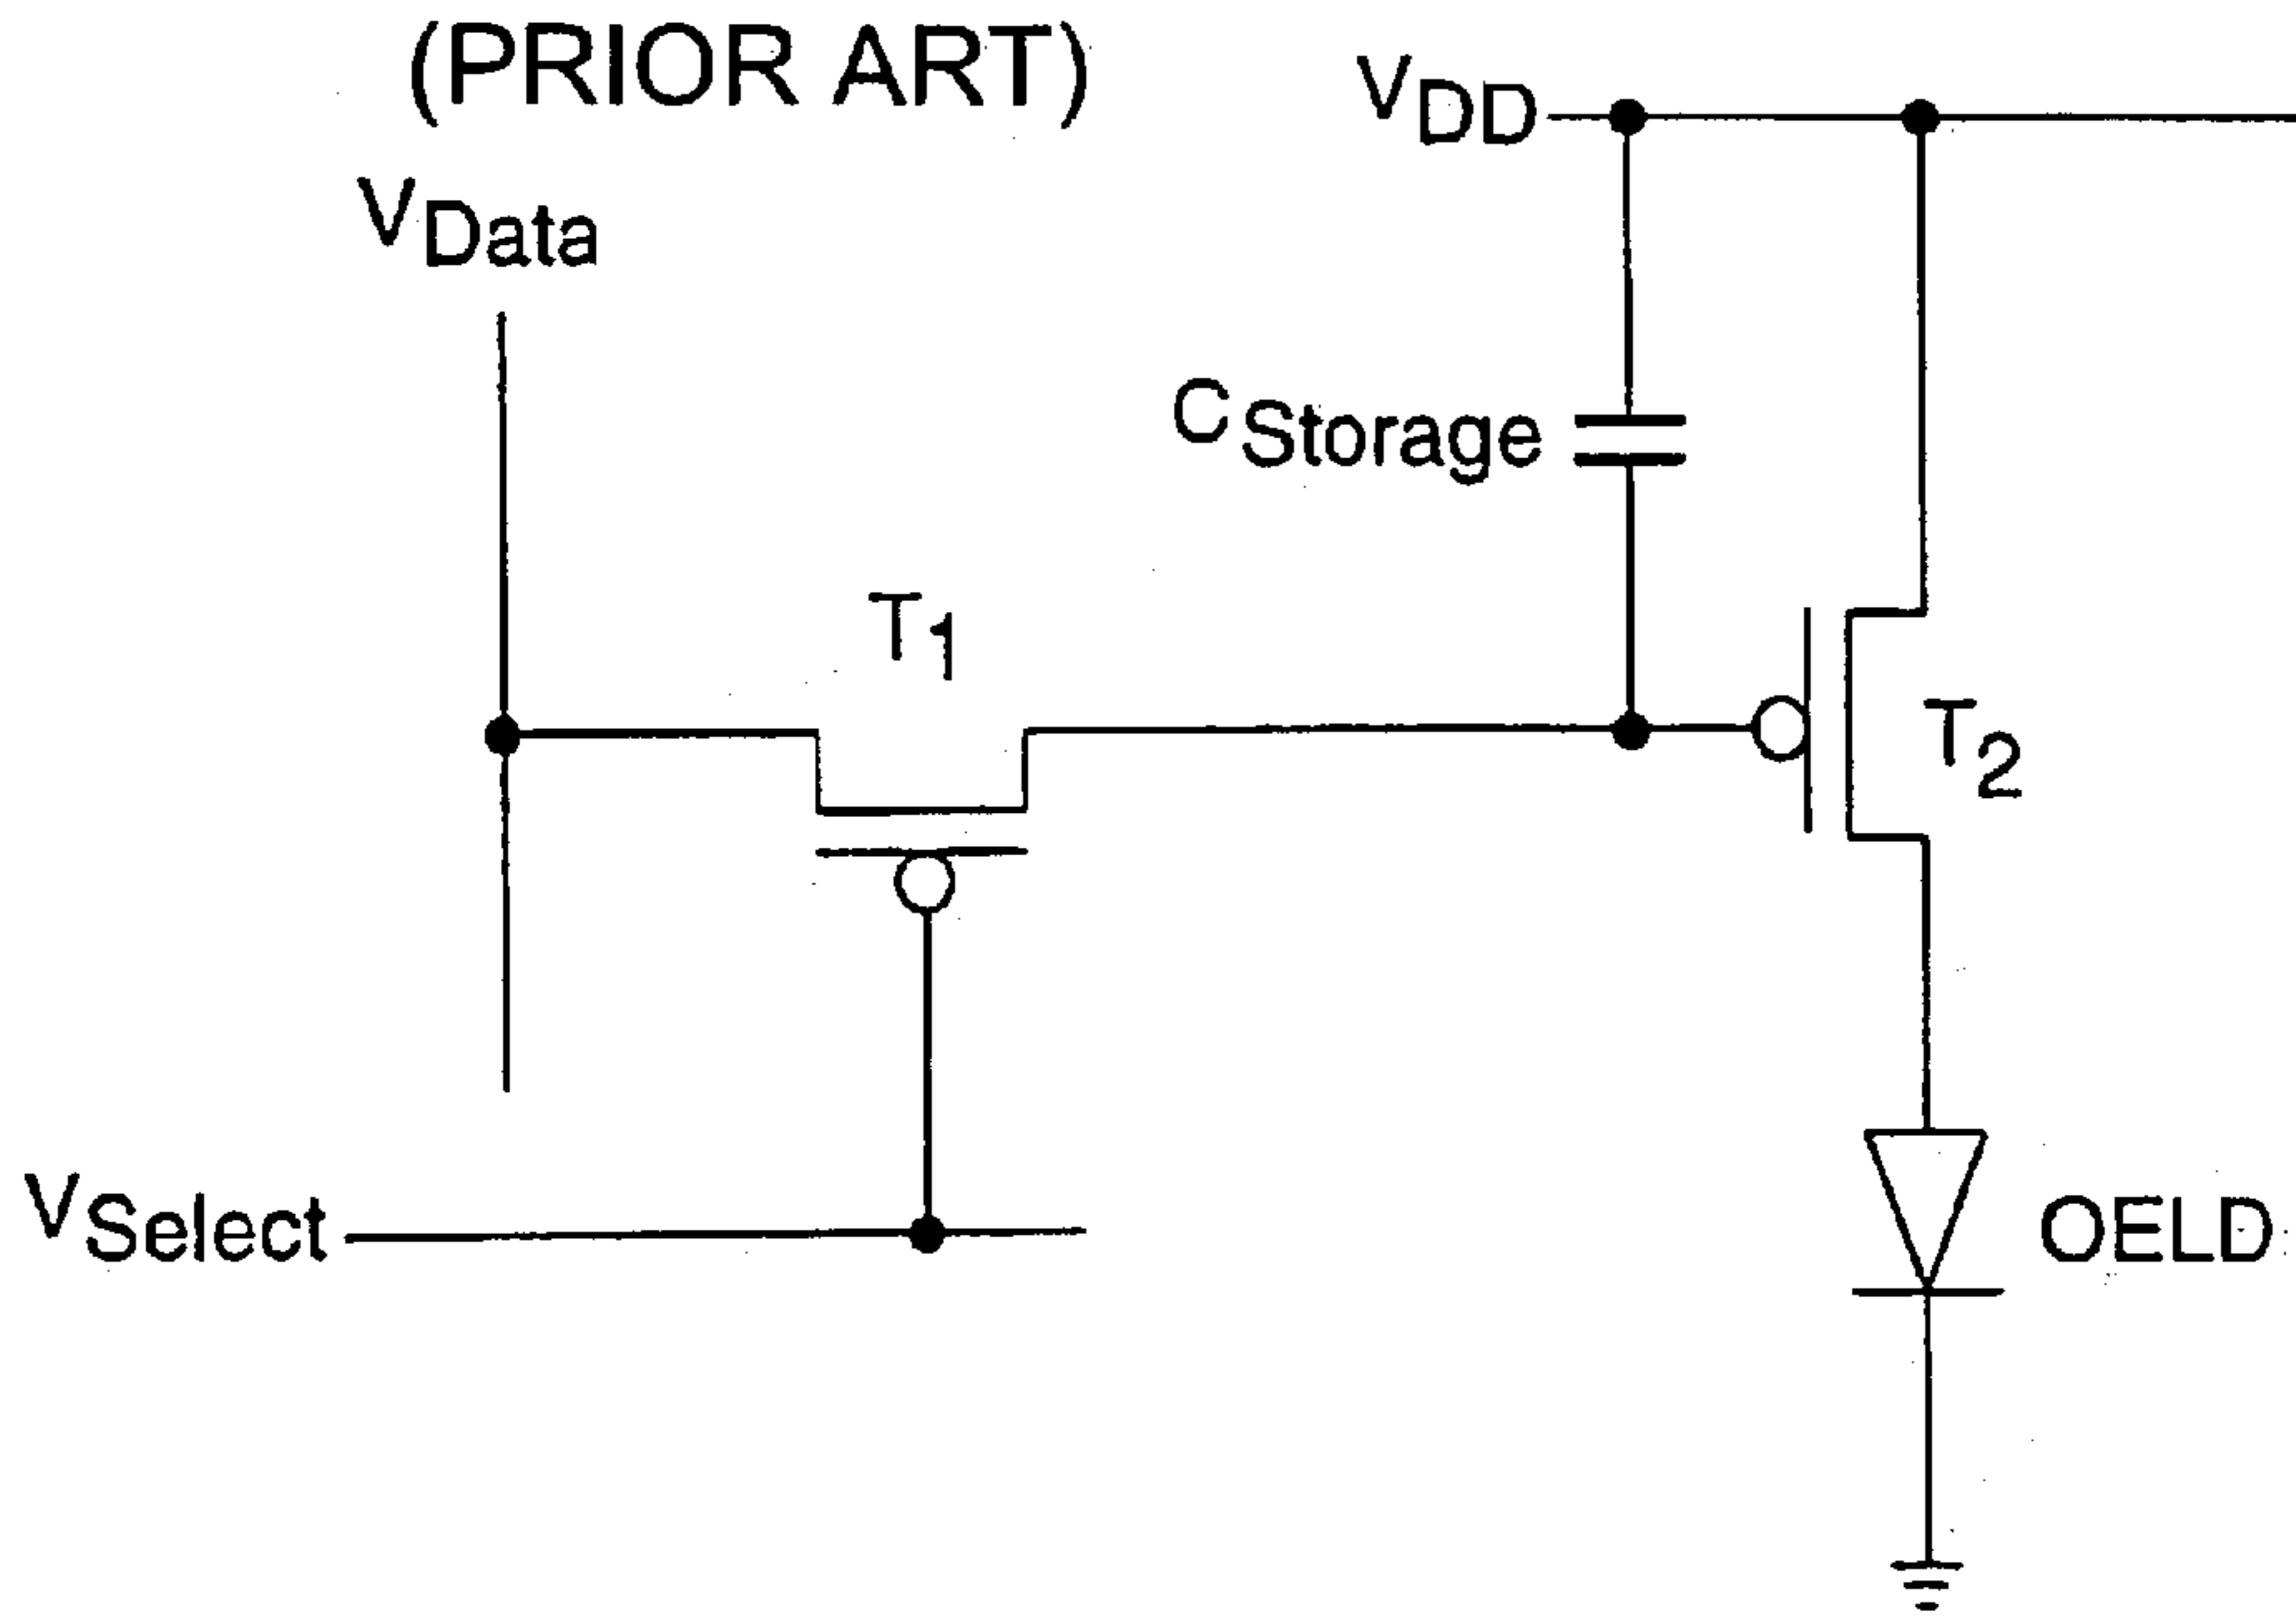 (PRIOR ART)
VDD
VData
CStorage
T1
T2
VSelect
OELD